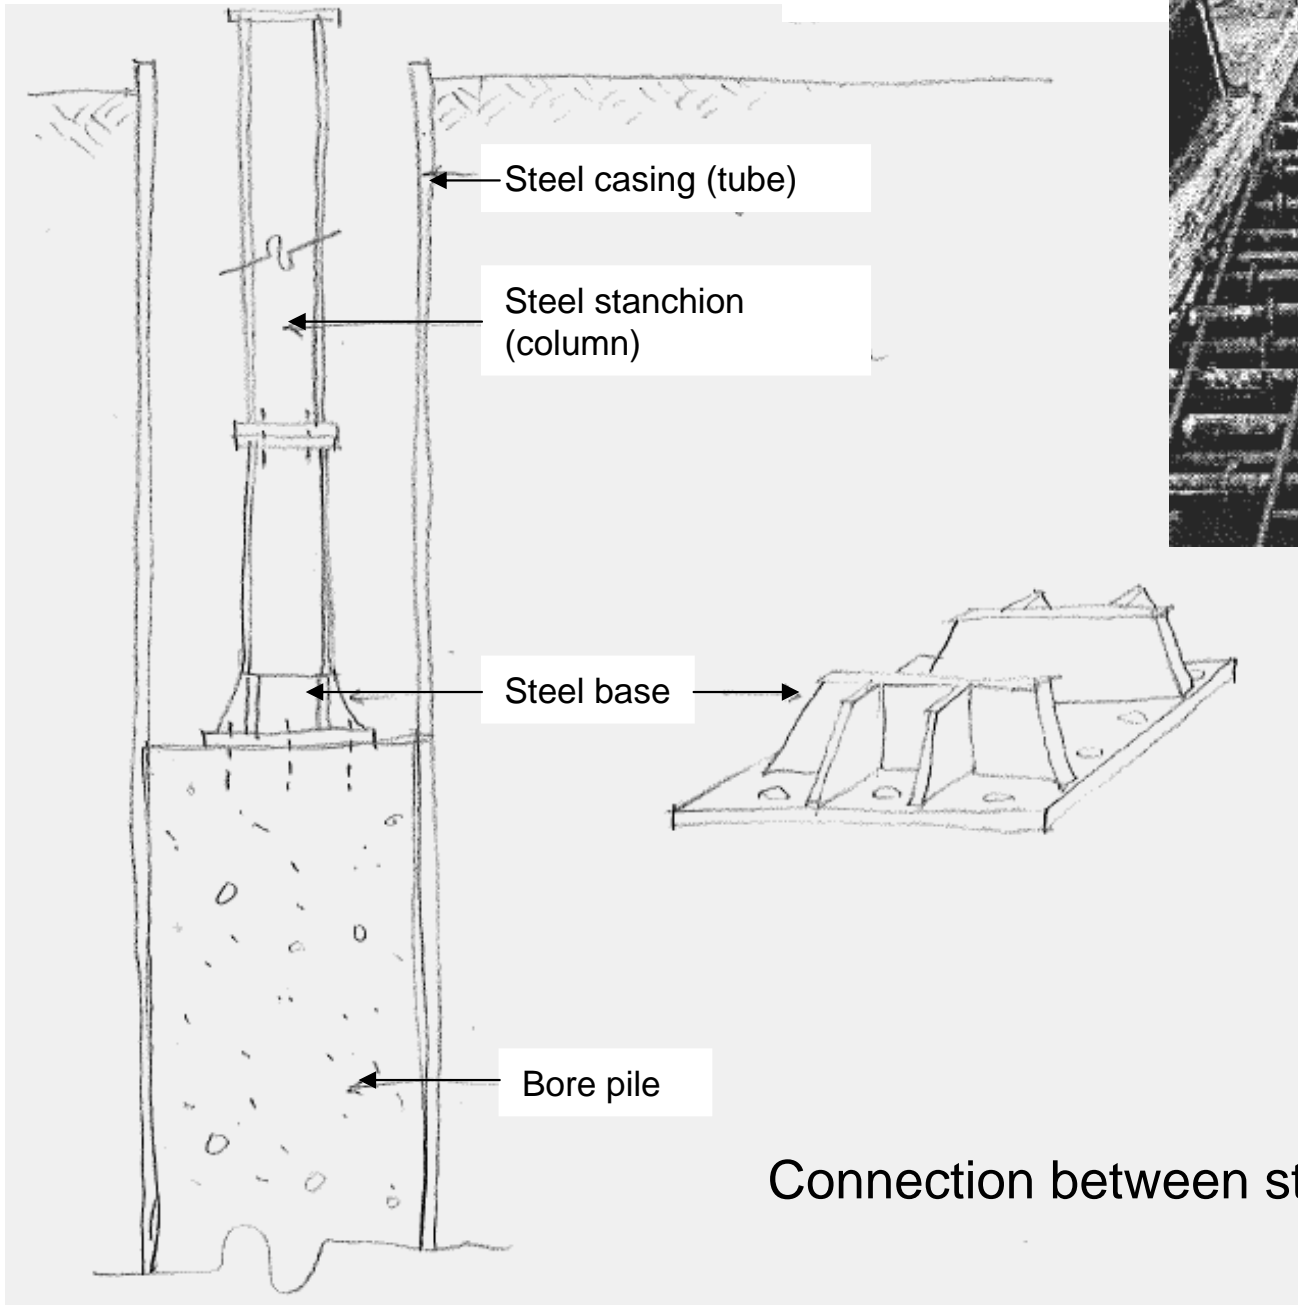 Steel casing (tube)
Steel stanchion
(column)
Steel base
Bore pile
Connection between st